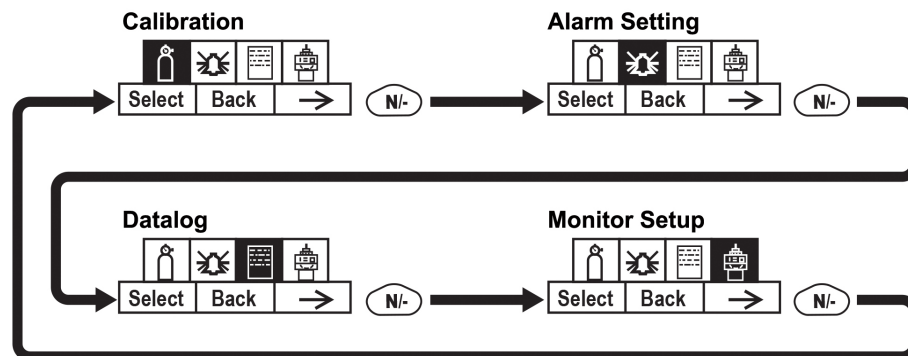 Calibration
Select Back → N/-
Alarm Setting
Select Back → N/-
Datalog
Select Back → N/-
Monitor Setup
Select Back → N/-